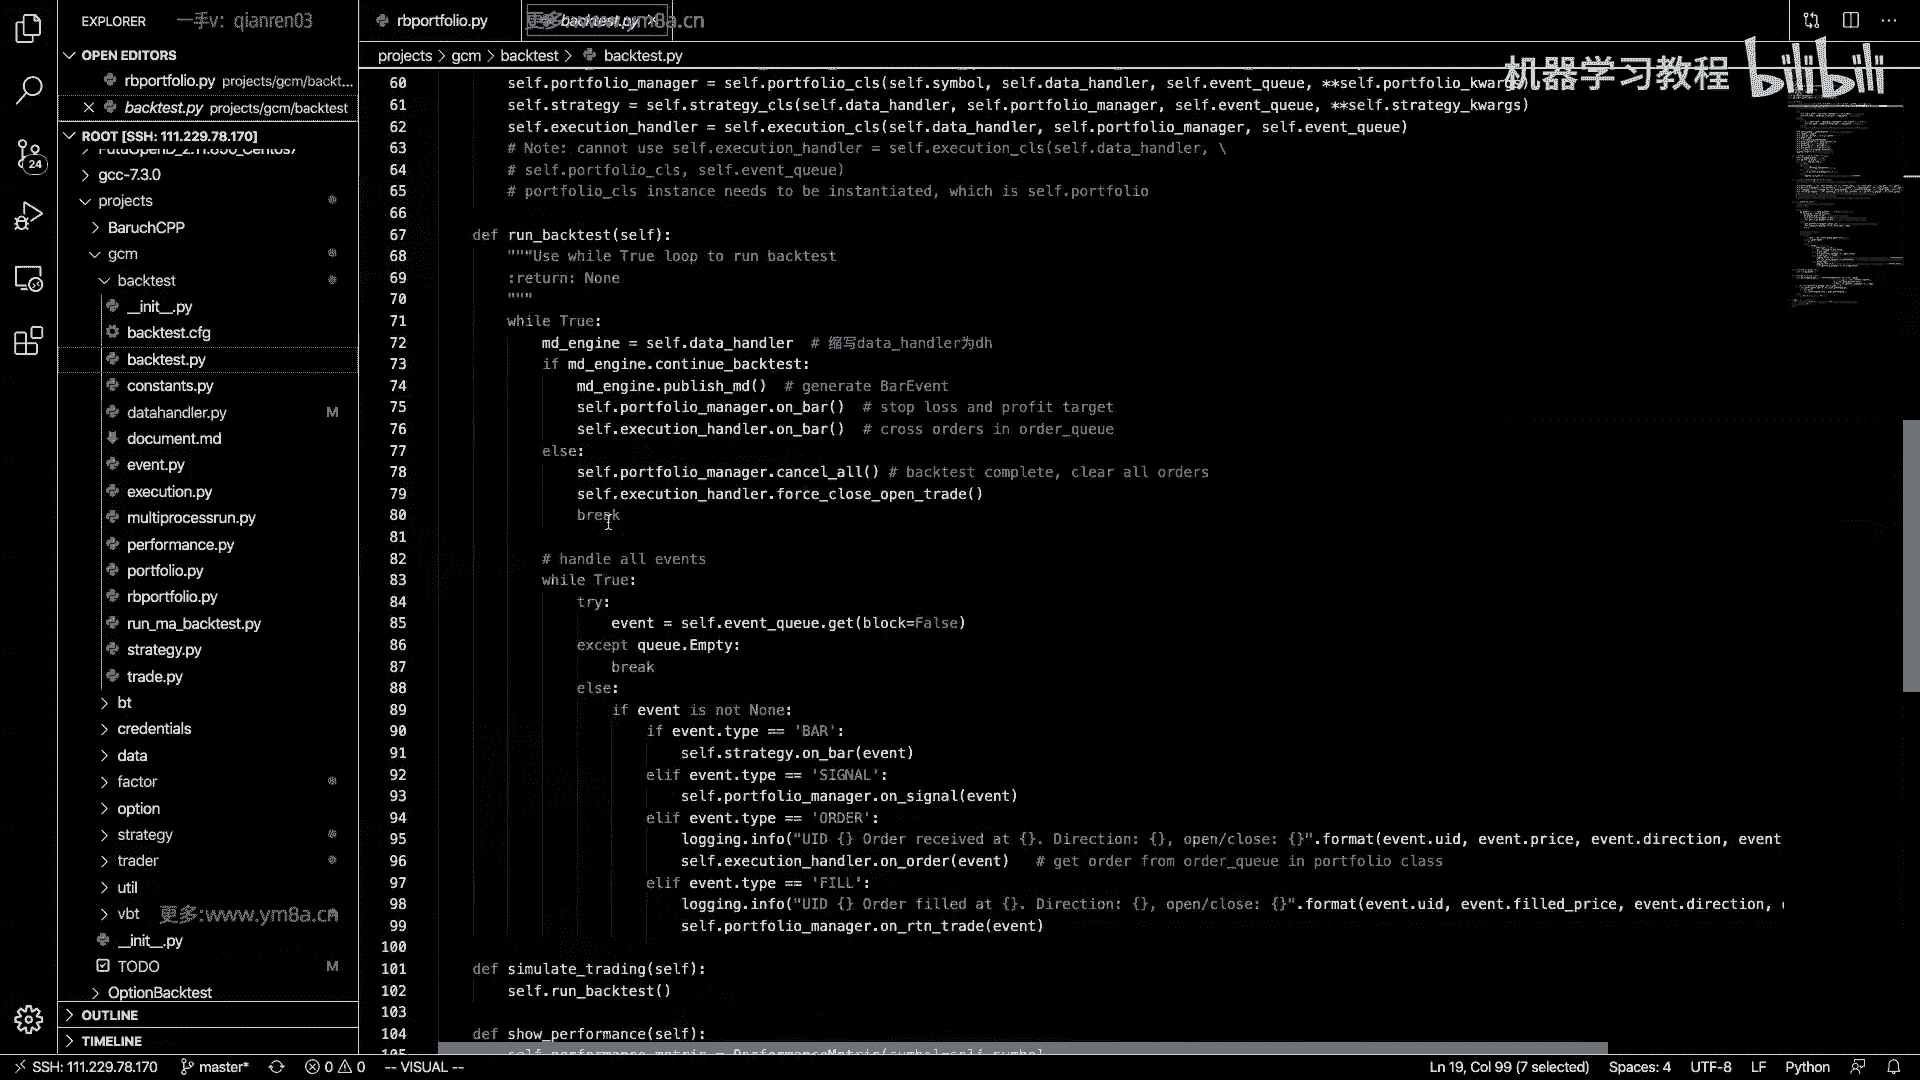 EXPLORER
一手v: qianren03
rbportfolio.py
backtest.py
更多:www.ym8a.cn
OPEN EDITORS
rbportfolio.py projects/gcm/backt...
backtest.py projects/gcm/backtest
projects > gcm > backtest > backtest.py
机器学习教程 bilibili
ROOT [SSH: 111.229.78.170]
gcc-7.3.0
projects
BaruchCPP
gcm
backtest
__init__.py
backtest.cfg
backtest.py
constants.py
datahandler.py M
document.md
event.py
execution.py
multiprocessrun.py
performance.py
portfolio.py
rbportfolio.py
run_ma_backtest.py
strategy.py
trade.py
bt
credentials
data
factor
option
strategy
trader
util
vbt
更多:www.ym8a.cn
__init__.py
TODO M
OptionBacktest
OUTLINE
TIMELINE
60 self.portfolio_manager = self.portfolio_cls(self.symbol, self.data_handler, self.event_queue, **self.portfolio_kwargs)
61 self.strategy = self.strategy_cls(self.data_handler, self.portfolio_manager, self.event_queue, **self.strategy_kwargs)
62 self.execution_handler = self.execution_cls(self.data_handler, self.portfolio_manager, self.event_queue)
63 # Note: cannot use self.execution_handler = self.execution_cls(self.data_handler, \
64 # self.portfolio_cls, self.event_queue)
65 # portfolio_cls instance needs to be instantiated, which is self.portfolio
66
67 def run_backtest(self):
68 """Use while True loop to run backtest
69 :return: None
70 """
71 while True:
72 md_engine = self.data_handler # 缩写data_handler为dh
73 if md_engine.continue_backtest:
74 md_engine.publish_md() # generate BarEvent
75 self.portfolio_manager.on_bar() # stop loss and profit target
76 self.execution_handler.on_bar() # cross orders in order_queue
77 else:
78 self.portfolio_manager.cancel_all() # backtest complete, clear all orders
79 self.execution_handler.force_close_open_trade()
80 break
81
82 # handle all events
83 while True:
84 try:
85 event = self.event_queue.get(block=False)
86 except queue.Empty:
87 break
88 else:
89 if event is not None:
90 if event.type == 'BAR':
91 self.strategy.on_bar(event)
92 elif event.type == 'SIGNAL':
93 self.portfolio_manager.on_signal(event)
94 elif event.type == 'ORDER':
95 logging.info("UID {} Order received at {}. Direction: {}, open/close: {}".format(event.uid, event.price, event.direction, event
96 self.execution_handler.on_order(event) # get order from order_queue in portfolio class
97 elif event.type == 'FILL':
98 logging.info("UID {} Order filled at {}. Direction: {}, open/close: {}".format(event.uid, event.filled_price, event.direction,
99 self.portfolio_manager.on_rtn_trade(event)
100
101 def simulate_trading(self):
102 self.run_backtest()
103
104 def show_performance(self):
24
SSH: 111.229.78.170 master* 0 0 -- VISUAL -- Ln 19, Col 99 (7 selected) Spaces: 4 UTF-8 LF Python